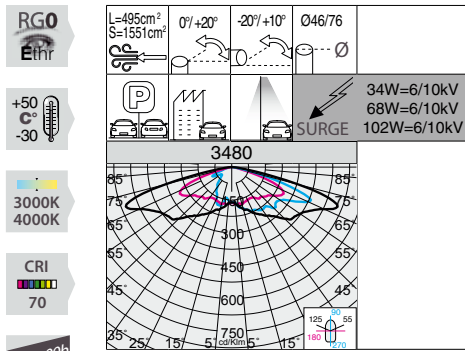 RG0
Ethr
+50
C°
-30
3000K
4000K
CRI
70
L=495cm²
S=1551cm²
0°/+20°
-20°/+10°
Ø46/76
Ø
P
SURGE
34W=6/10kV
68W=6/10kV
102W=6/10kV
3480
85° 85°
75° 150 75°
65° 300 65°
55° 450 55°
45° 600 45°
35° 25° 15° 5° 750 5° 15°
cd/Klm
90
125 55
180
270